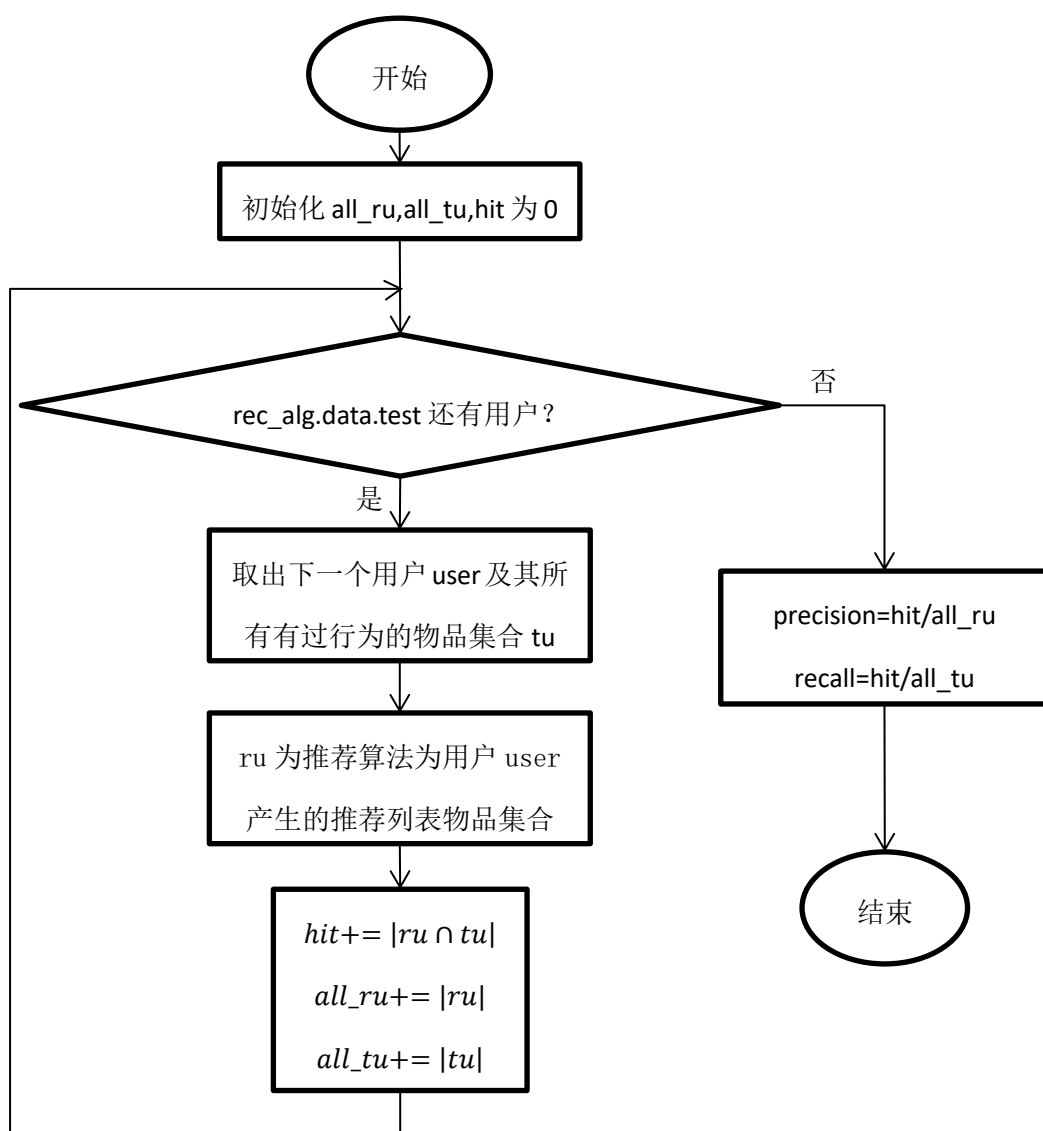 开始
初始化 all_ru,all_tu,hit 为 0
rec_alg.data.test 还有用户？
否
是
取出下一个用户 user 及其所
有有过行为的物品集合 tu
precision=hit/all_ru
recall=hit/all_tu
ru 为推荐算法为用户 user
产生的推荐列表物品集合
hit+= |ru ∩ tu|
all_ru+= |ru|
all_tu+= |tu|
结束